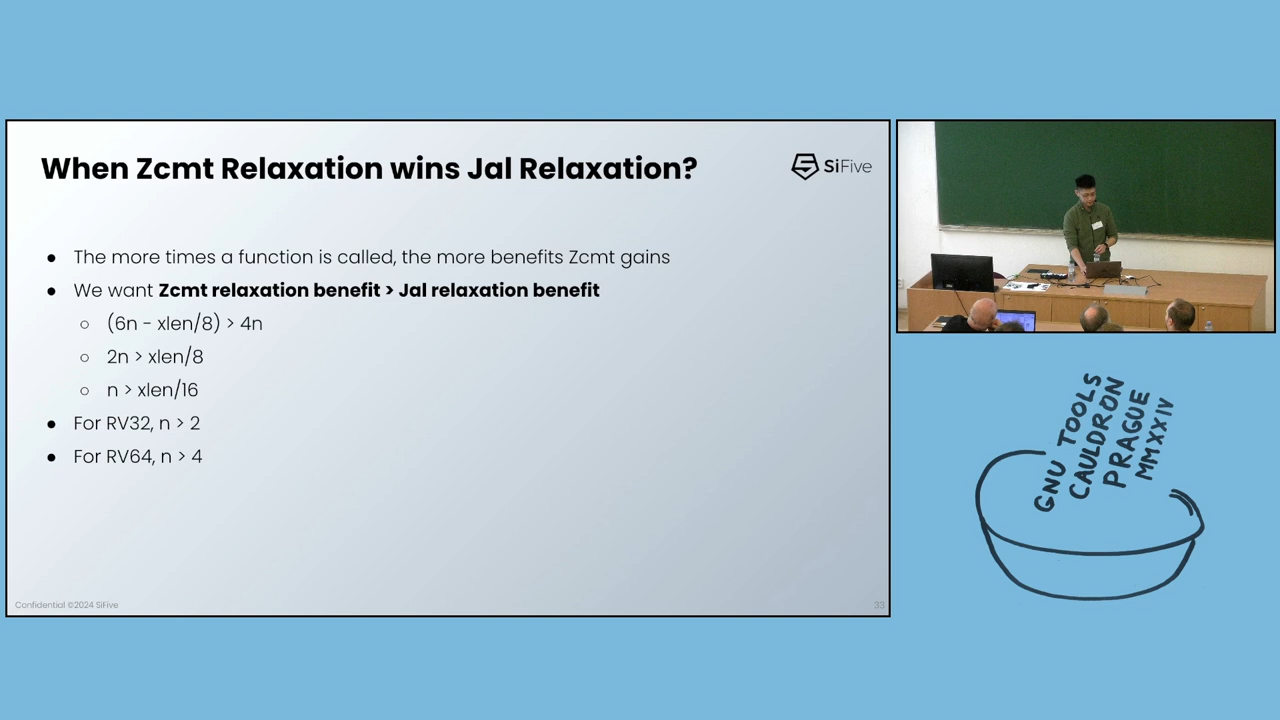 When Zcmt Relaxation wins Jal Relaxation?
SiFive
● The more times a function is called, the more benefits Zcmt gains
● We want Zcmt relaxation benefit > Jal relaxation benefit
○ (6n - xlen/8) > 4n
○ 2n > xlen/8
○ n > xlen/16
● For RV32, n > 2
● For RV64, n > 4
Confidential ©2024 SiFive
33
GNU TOOLS
CAULDRON
PRAGUE
MMXXIV